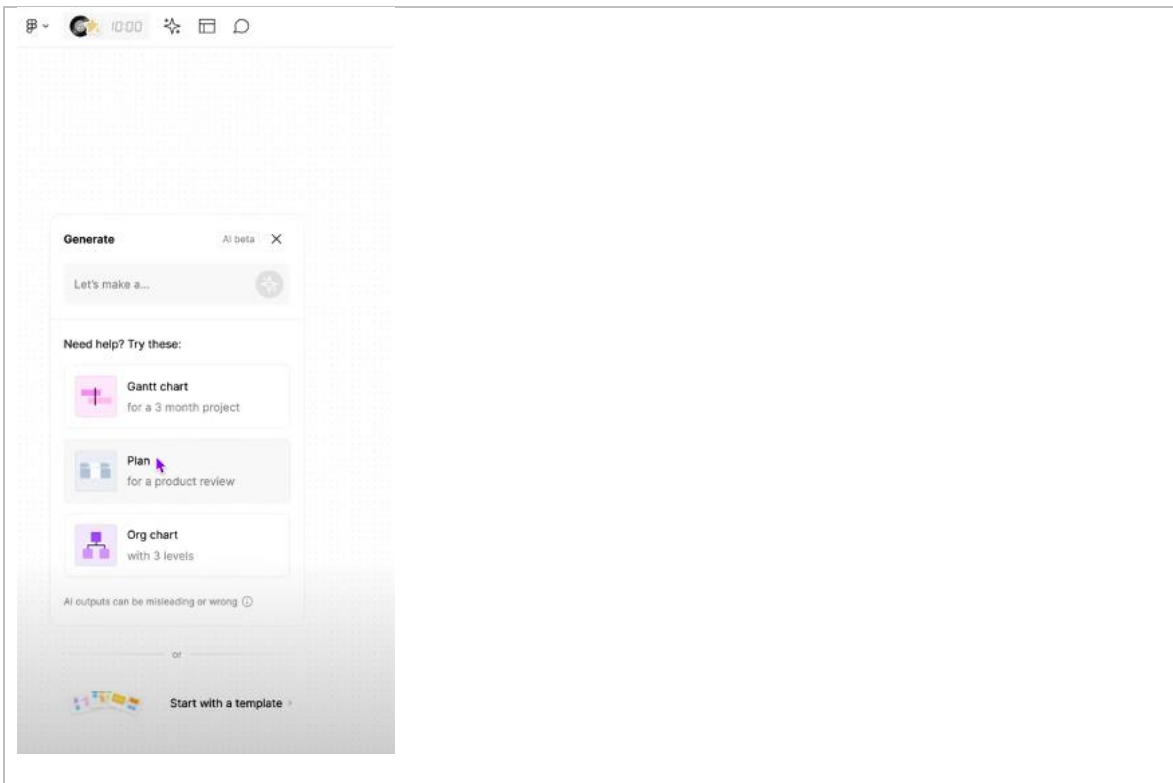 10:00
Generate
AI beta
Let's make a...
Need help? Try these:
Gantt chart
for a 3 month project
Plan
for a product review
Org chart
with 3 levels
AI outputs can be misleading or wrong
or
Start with a template